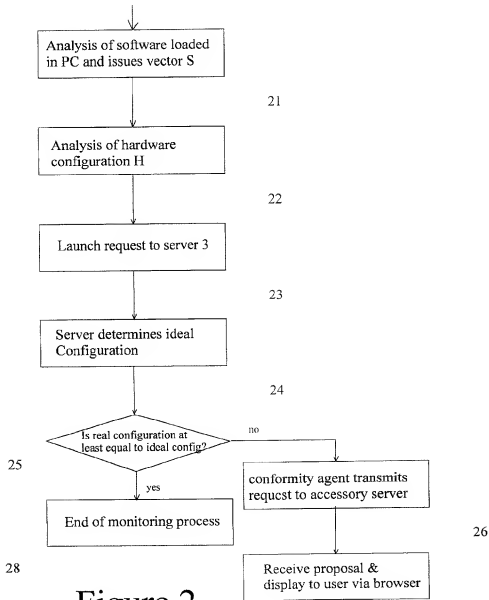 Analysis of software loaded
in PC and issues vector S
21
Analysis of hardware
configuration H
22
Launch request to server 3
23
Server determines ideal
Configuration
24
Is real configuration at
least equal to ideal config?
no
25
yes
conformity agent transmits
request to accessory server
End of monitoring process
26
28
Receive proposal &
display to user via browser
Figure 2